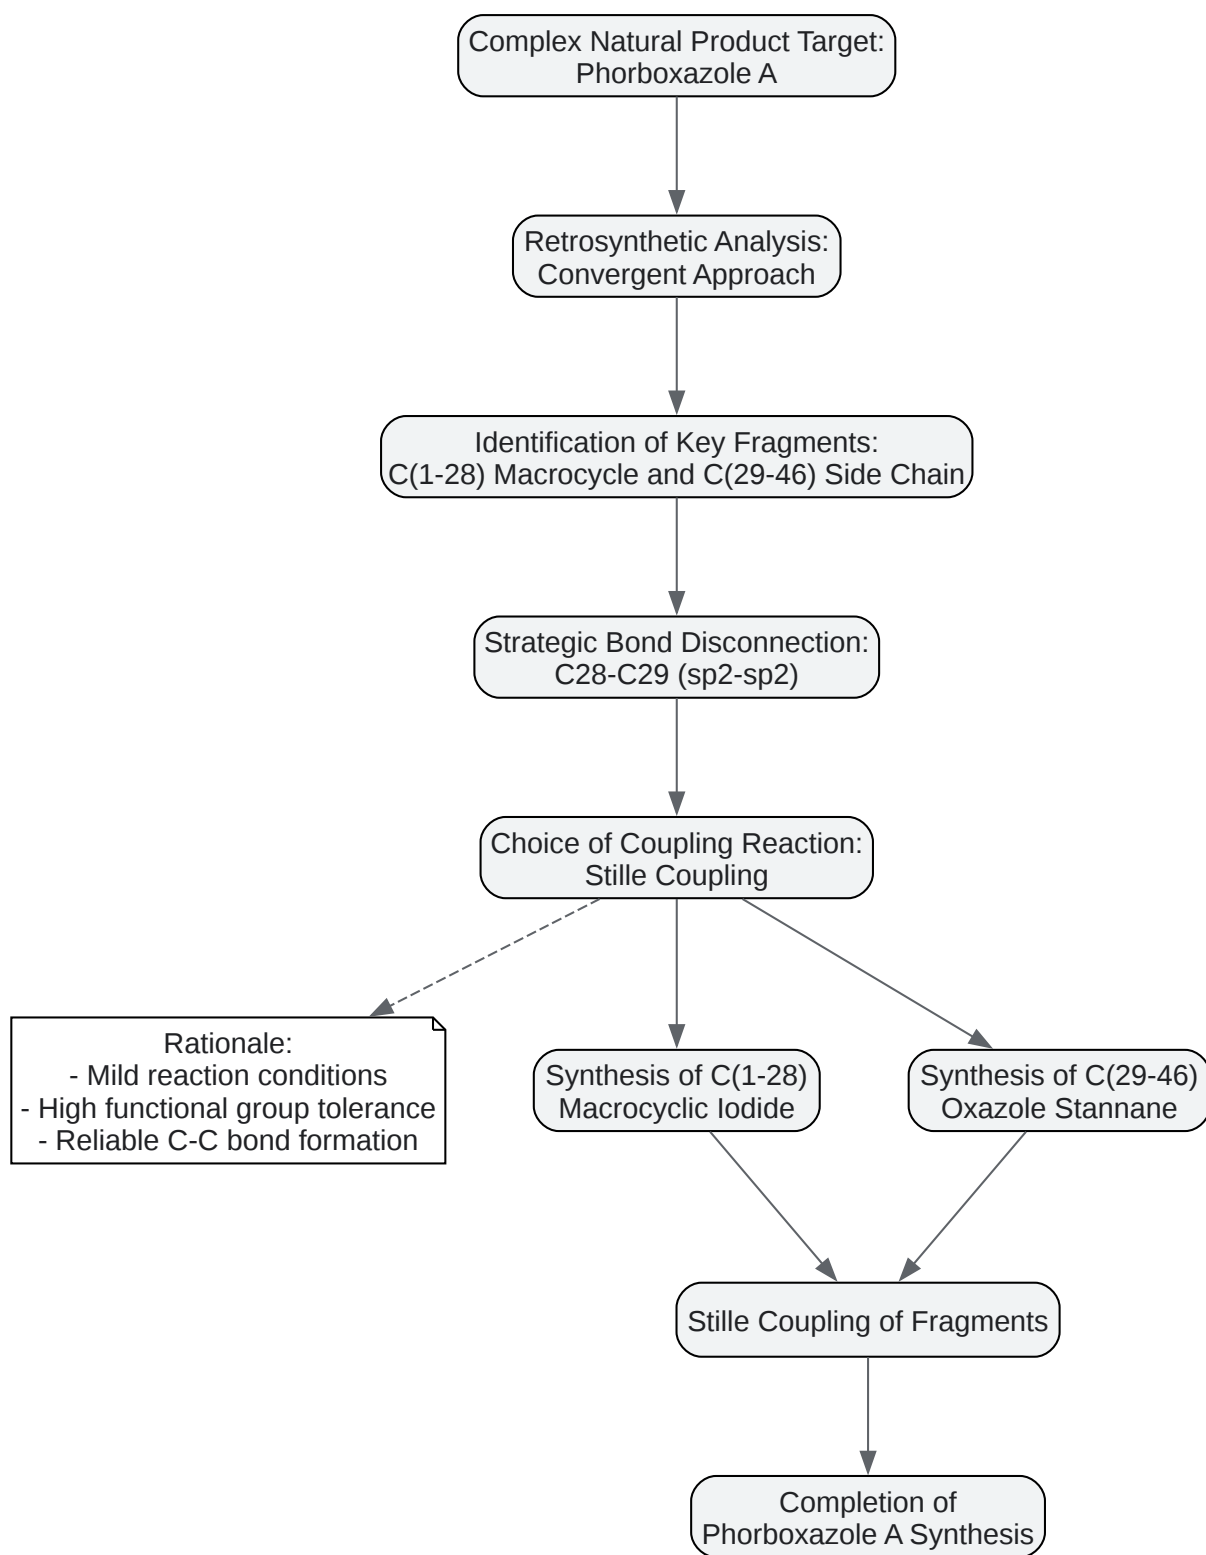 Complex Natural Product Target:
Phorboxazole A
Retrosynthetic Analysis:
Convergent Approach
Identification of Key Fragments:
C(1-28) Macrocycle and C(29-46) Side Chain
Strategic Bond Disconnection:
C28-C29 (sp2-sp2)
Choice of Coupling Reaction:
Stille Coupling
Rationale:
- Mild reaction conditions
- High functional group tolerance
- Reliable C-C bond formation
Synthesis of C(1-28)
Macrocyclic Iodide
Synthesis of C(29-46)
Oxazole Stannane
Stille Coupling of Fragments
Completion of
Phorboxazole A Synthesis